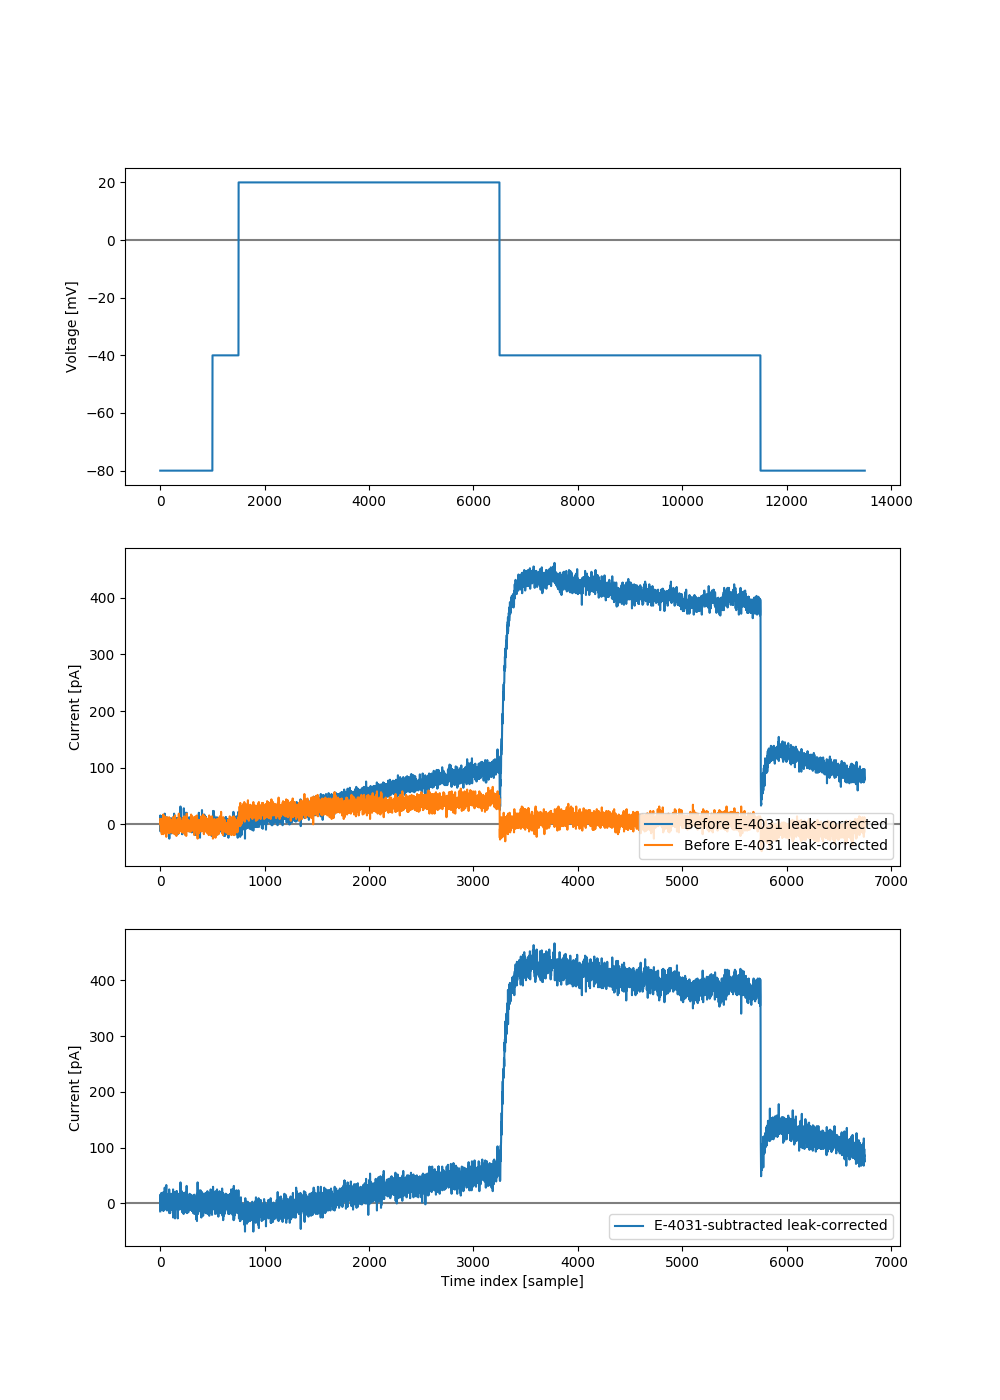 20
0
−20
−40
−60
−80
Voltage [mV]
0 2000 4000 6000 8000 10000 12000 14000
400
300
200
100
0
Current [pA]
Before E-4031 leak-corrected
Before E-4031 leak-corrected
0 1000 2000 3000 4000 5000 6000 7000
400
300
200
100
0
Current [pA]
E-4031-subtracted leak-corrected
0 1000 2000 3000 4000 5000 6000 7000
Time index [sample]